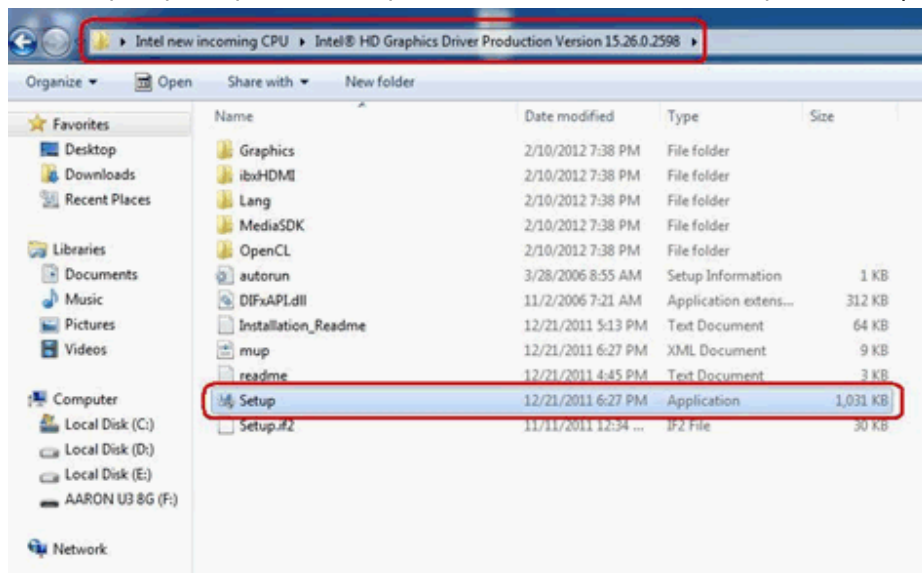 Intel new incoming CPU ▸ Intel® HD Graphics Driver Production Version 15.26.0.2598 ▸
Organize Open Share with New folder
Name Date modified Type Size
Favorites
Desktop
Downloads
Recent Places
Libraries
Documents
Music
Pictures
Videos
Computer
Local Disk (C:)
Local Disk (D:)
Local Disk (E:)
AARON U3 8G (F:)
Network
Graphics 2/10/2012 7:38 PM File folder
ibxHDMI 2/10/2012 7:38 PM File folder
Lang 2/10/2012 7:38 PM File folder
MediaSDK 2/10/2012 7:38 PM File folder
OpenCL 2/10/2012 7:38 PM File folder
autorun 3/28/2006 8:55 AM Setup Information 1 KB
DIFxAPI.dll 11/2/2006 7:21 AM Application extens... 312 KB
Installation_Readme 12/21/2011 5:13 PM Text Document 64 KB
mup 12/21/2011 6:27 PM XML Document 9 KB
readme 12/21/2011 4:45 PM Text Document 3 KB
Setup 12/21/2011 6:27 PM Application 1,031 KB
Setup.if2 11/11/2011 12:34 ... IF2 File 30 KB